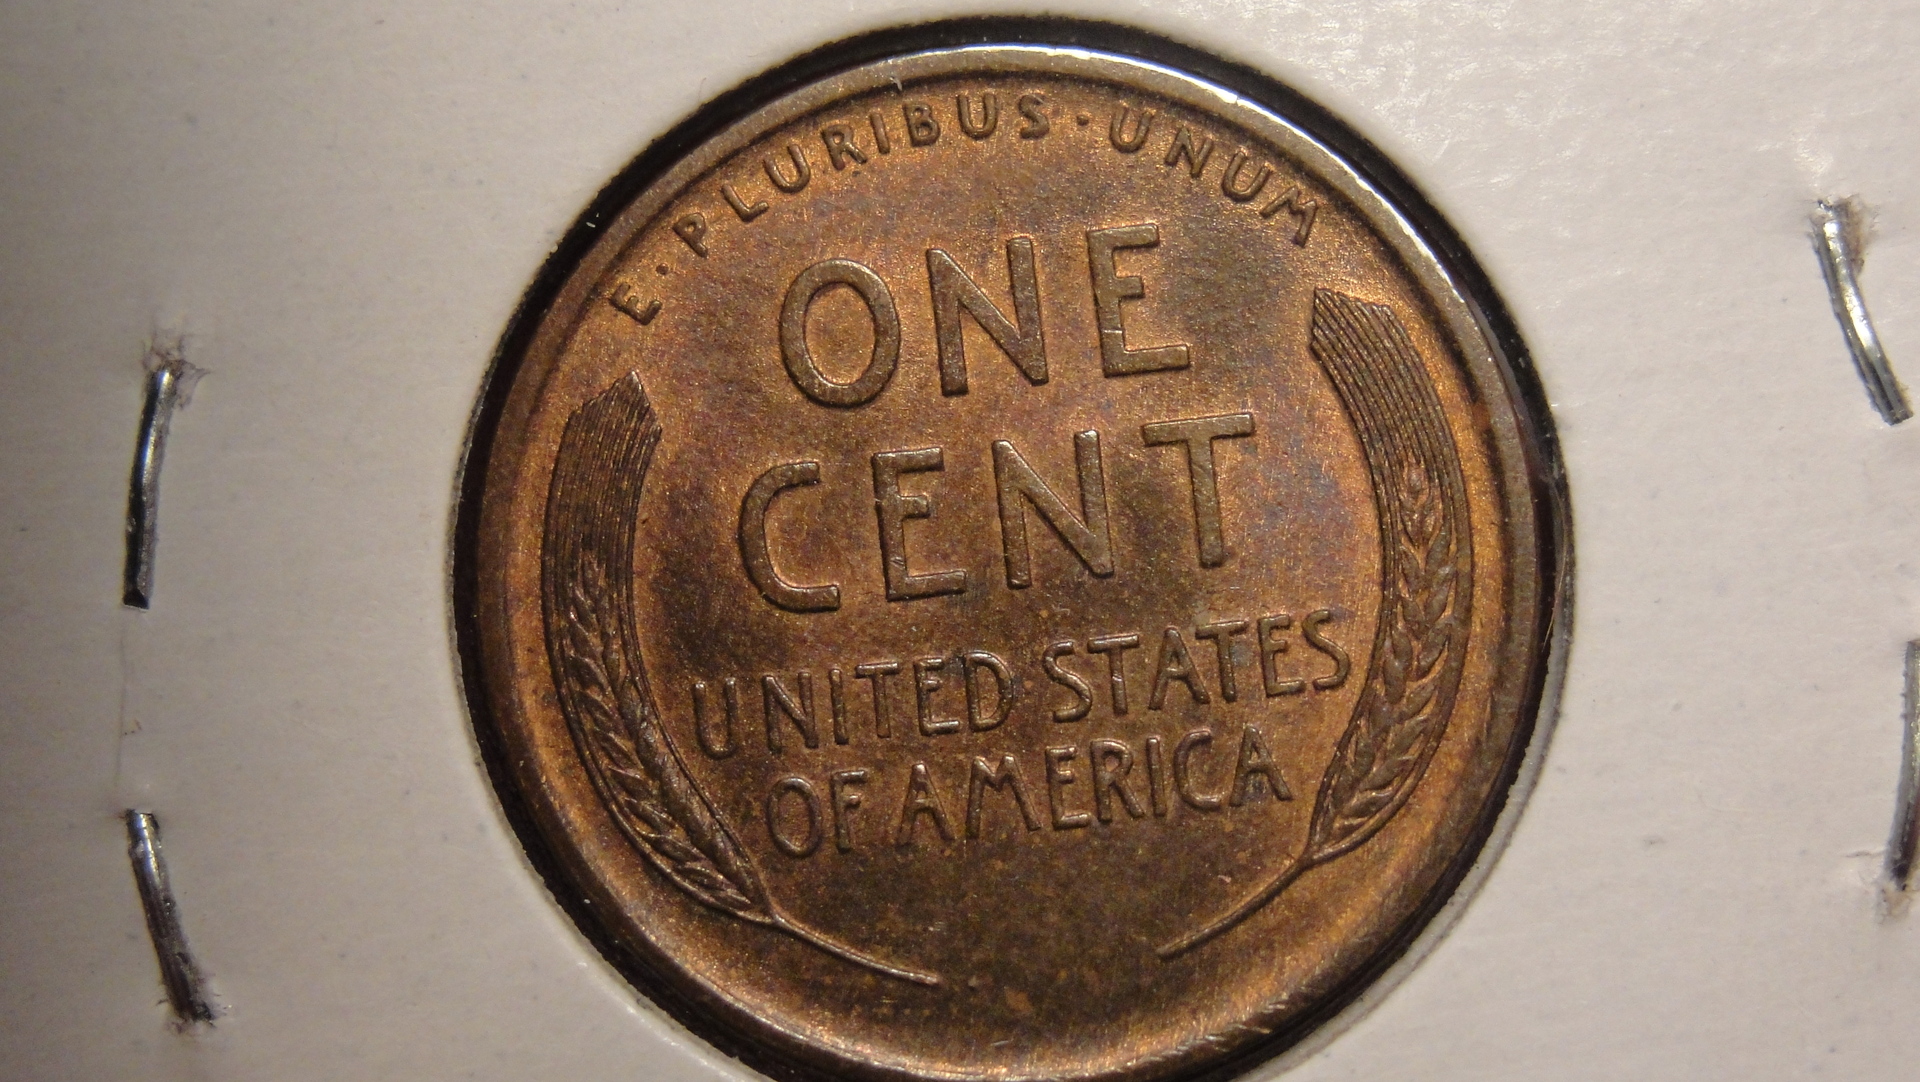 E·PLURIBUS·UNUM
ONE
CENT
UNITED STATES
OF AMERICA